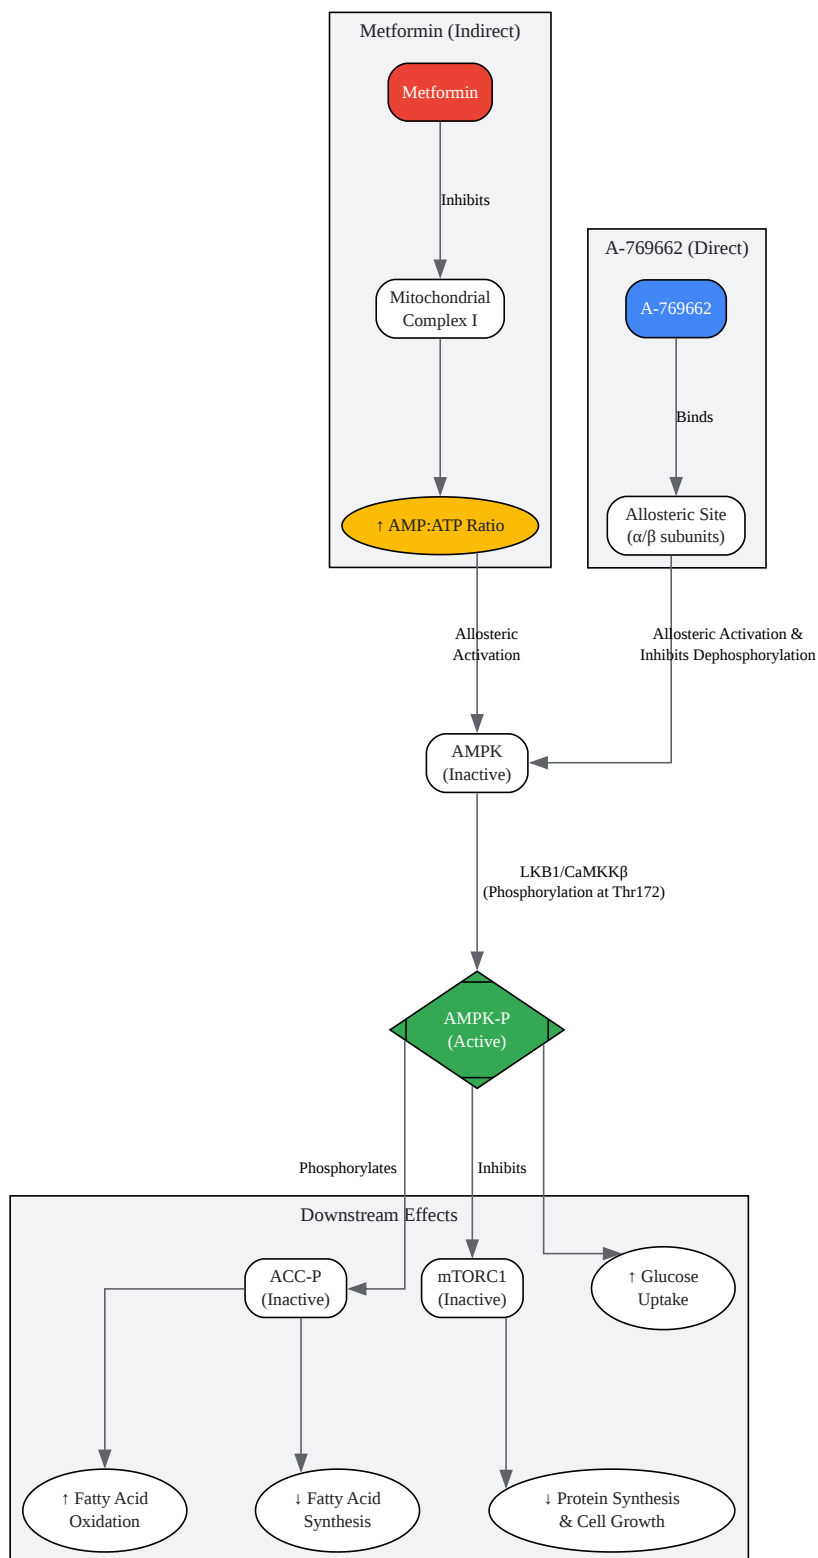 Metformin (Indirect)
Metformin
Inhibits
Mitochondrial
Complex I
↑ AMP:ATP Ratio
A-769662 (Direct)
A-769662
Binds
Allosteric Site
(α/β subunits)
Allosteric
Activation
Allosteric Activation &
Inhibits Dephosphorylation
AMPK
(Inactive)
LKB1/CaMKKβ
(Phosphorylation at Thr172)
AMPK-P
(Active)
Phosphorylates
Inhibits
Downstream Effects
ACC-P
(Inactive)
mTORC1
(Inactive)
↑ Glucose
Uptake
↑ Fatty Acid
Oxidation
↓ Fatty Acid
Synthesis
↓ Protein Synthesis
& Cell Growth